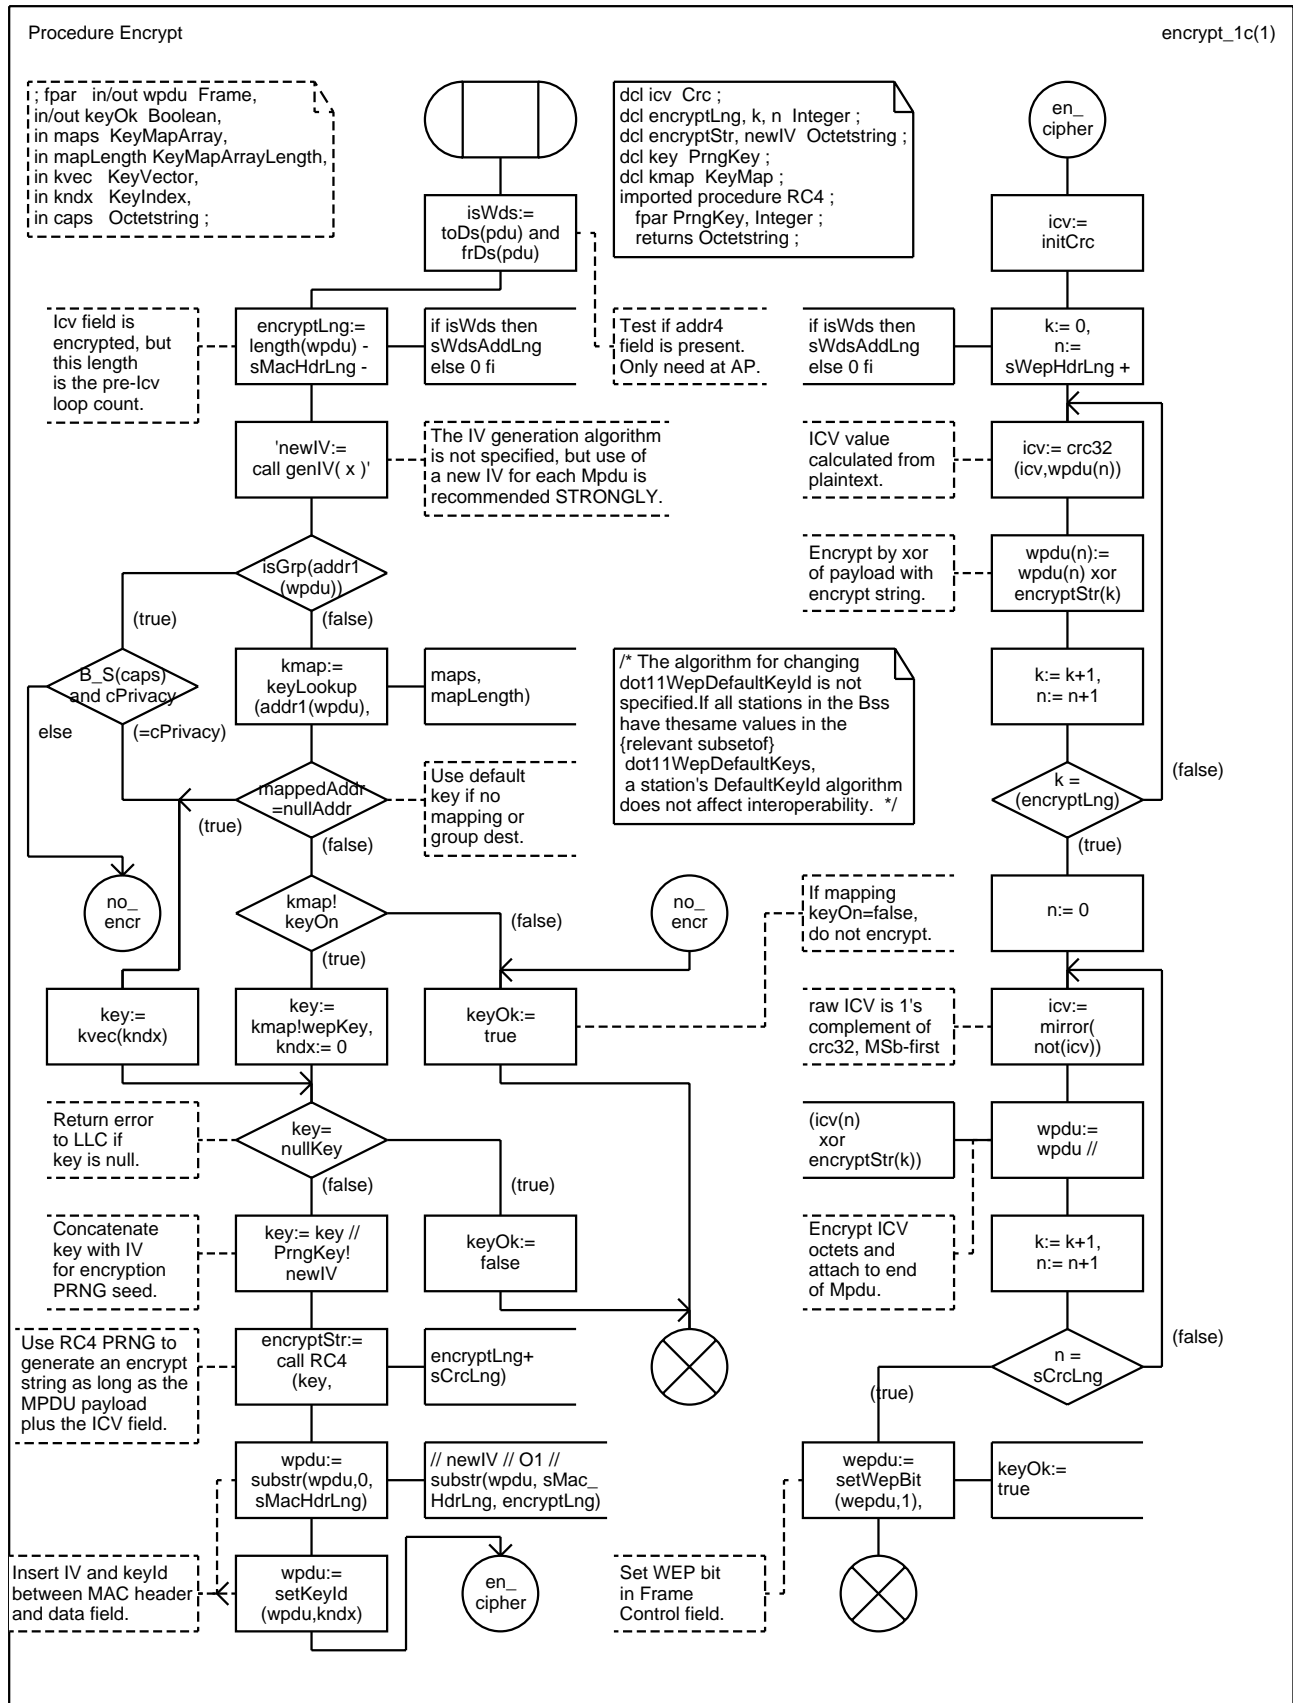 Procedure Encrypt
encrypt_1c(1)
; fpar in/out wpdu Frame,
in/out keyOk Boolean,
in maps KeyMapArray,
in mapLength KeyMapArrayLength,
in kvec KeyVector,
in kndx KeyIndex,
in caps Octetstring ;
dcl icv Crc ;
dcl encryptLng, k, n Integer ;
dcl encryptStr, newIV Octetstring ;
dcl key PrngKey ;
dcl kmap KeyMap ;
imported procedure RC4 ;
fpar PrngKey, Integer ;
returns Octetstring ;
isWds:=
toDs(pdu) and
frDs(pdu)
Icv field is
encrypted, but
this length
is the pre-Icv
loop count.
encryptLng:=
length(wpdu) -
sMacHdrLng -
if isWds then
sWdsAddLng
else 0 fi
Test if addr4
field is present.
Only need at AP.
'newIV:=
call genIV( x )'
The IV generation algorithm
is not specified, but use of
a new IV for each Mpdu is
recommended STRONGLY.
isGrp(addr1
(wpdu))
(true)
(false)
B_S(caps)
and cPrivacy
else
(=cPrivacy)
kmap:=
keyLookup
(addr1(wpdu),
maps,
mapLength)
/* The algorithm for changing
dot11WepDefaultKeyId is not
specified.If all stations in the Bss
have thesame values in the
{relevant subsetof}
dot11WepDefaultKeys,
a station's DefaultKeyId algorithm
does not affect interoperability. */
mappedAddr
=nullAddr
(true)
(false)
Use default
key if no
mapping or
group dest.
no_
encr
kmap!
keyOn
(false)
(true)
no_
encr
If mapping
keyOn=false,
do not encrypt.
key:=
kvec(kndx)
key:=
kmap!wepKey,
kndx:= 0
keyOk:=
true
Return error
to LLC if
key is null.
key=
nullKey
(false)
(true)
Concatenate
key with IV
for encryption
PRNG seed.
key:= key //
PrngKey!
newIV
keyOk:=
false
Use RC4 PRNG to
generate an encrypt
string as long as the
MPDU payload
plus the ICV field.
encryptStr:=
call RC4
(key,
encryptLng+
sCrcLng)
wpdu:=
substr(wpdu,0,
sMacHdrLng)
// newIV // O1 //
substr(wpdu, sMac_
HdrLng, encryptLng)
Insert IV and keyId
between MAC header
and data field.
wpdu:=
setKeyId
(wpdu,kndx)
en_
cipher
en_
cipher
icv:=
initCrc
if isWds then
sWdsAddLng
else 0 fi
k:= 0,
n:=
sWepHdrLng +
ICV value
calculated from
plaintext.
icv:= crc32
(icv,wpdu(n))
Encrypt by xor
of payload with
encrypt string.
wpdu(n):=
wpdu(n) xor
encryptStr(k)
k:= k+1,
n:= n+1
k =
(encryptLng)
(false)
(true)
n:= 0
raw ICV is 1's
complement of
crc32, MSb-first
icv:=
mirror(
not(icv))
(icv(n)
xor
encryptStr(k))
wpdu:=
wpdu //
Encrypt ICV
octets and
attach to end
of Mpdu.
k:= k+1,
n:= n+1
n =
sCrcLng
(false)
(true)
wepdu:=
setWepBit
(wepdu,1),
keyOk:=
true
Set WEP bit
in Frame
Control field.